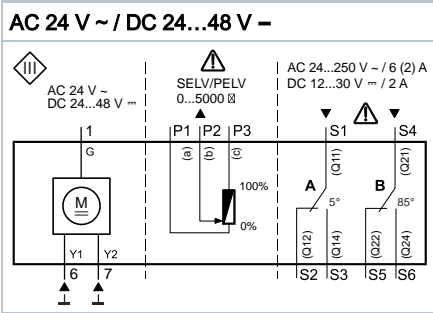 AC 24 V ~ / DC 24...48 V ⎓
III
AC 24 V ~
DC 24...48 V ⎓
SELV/PELV
0...5000 
AC 24...250 V ~ / 6 (2) A
DC 12...30 V ⎓ / 2 A
1 P1 P2 P3 S1 S4
G (a) (b) (c) (Q11) (Q21)
M
100%
0%
A 5° B 85°
Y1 Y2 (Q12) (Q14) (Q22) (Q24)
6 7 S2 S3 S5 S6